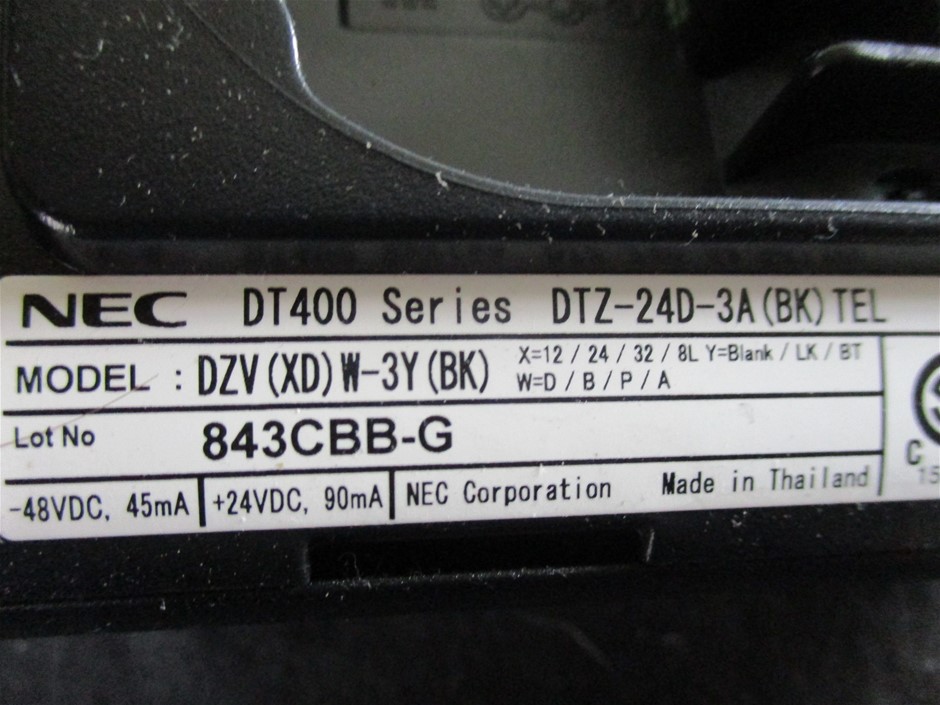 NEC DT400 Series DTZ-24D-3A(BK)TEL
MODEL : DZV(XD)W-3Y(BK) X=12 / 24 / 32 / 8L Y=Blank / LK / BT
W=D / B / P / A
Lot No 843CBB-G
-48VDC, 45mA +24VDC, 90mA NEC Corporation Made in Thailand
C
15